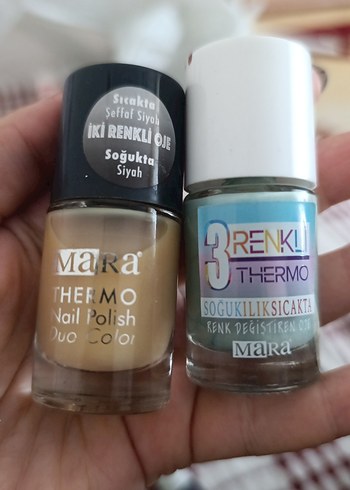 Sıcakta
Şeffaf Siyah
İKİ RENKLİ OJE
Soğukta
Siyah
MaRa®
THERMO
Nail Polish
Duo Color
3 RENKLİ
THERMO
SOĞUKILIKSICAKTA
RENK DEĞİŞTİREN OJE
MaRa